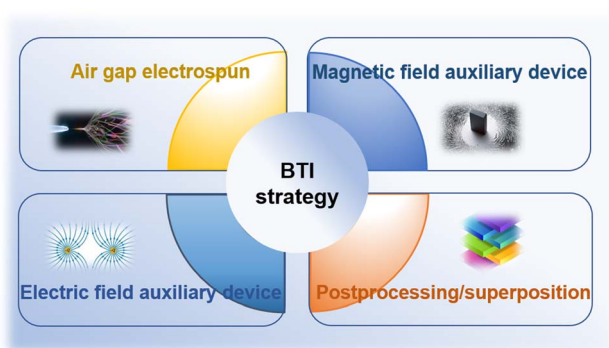 Air gap electrospun
Magnetic field auxiliary device
BTI
strategy
Electric field auxiliary device
Postprocessing/superposition